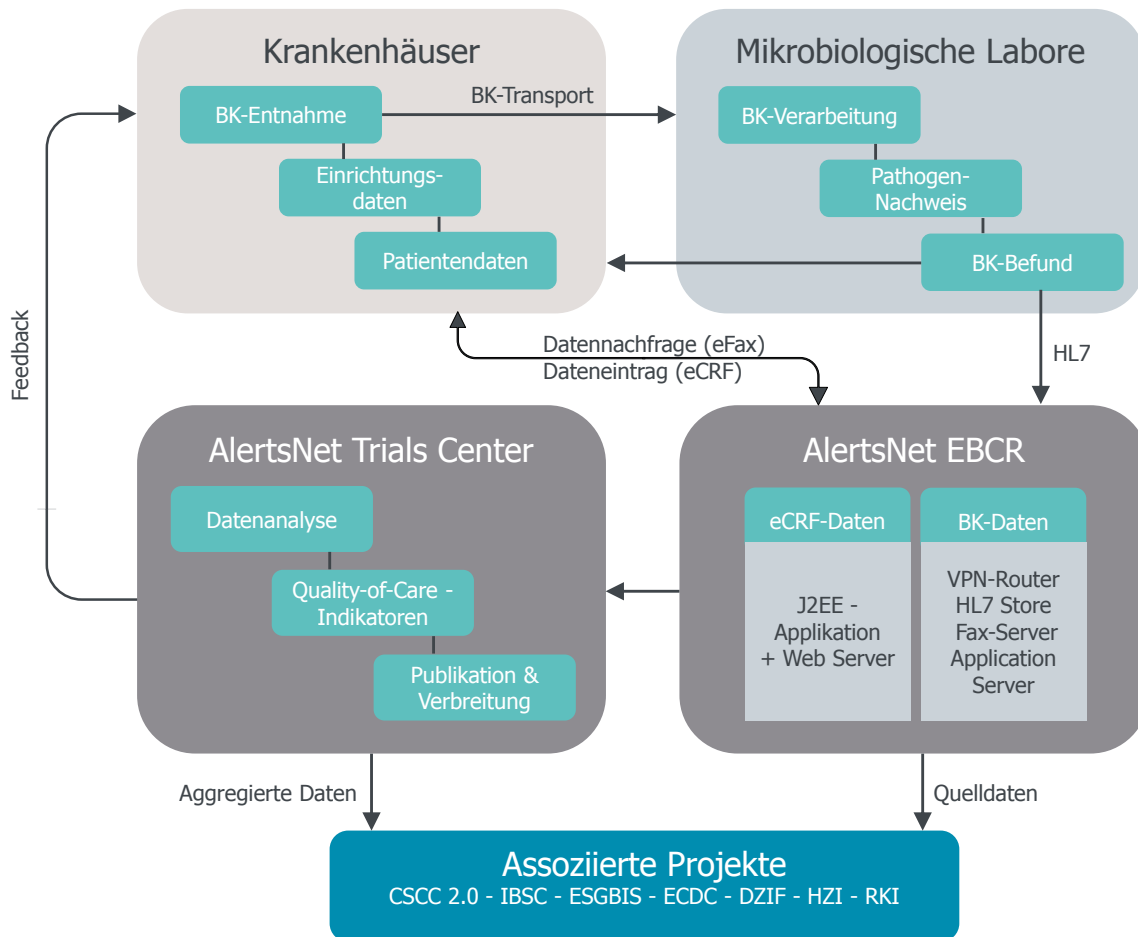 Krankenhäuser
BK-Entnahme
Einrichtungs-
daten
Patientendaten
BK-Transport
Mikrobiologische Labore
BK-Verarbeitung
Pathogen-
Nachweis
BK-Befund
Feedback
Datennachfrage (eFax)
Dateneintrag (eCRF)
HL7
AlertsNet Trials Center
Datenanalyse
Quality-of-Care -
Indikatoren
Publikation &
Verbreitung
AlertsNet EBCR
eCRF-Daten
J2EE -
Applikation
+ Web Server
BK-Daten
VPN-Router
HL7 Store
Fax-Server
Application
Server
Aggregierte Daten
Quelldaten
Assoziierte Projekte
CSCC 2.0 - IBSC - ESGBIS - ECDC - DZIF - HZI - RKI